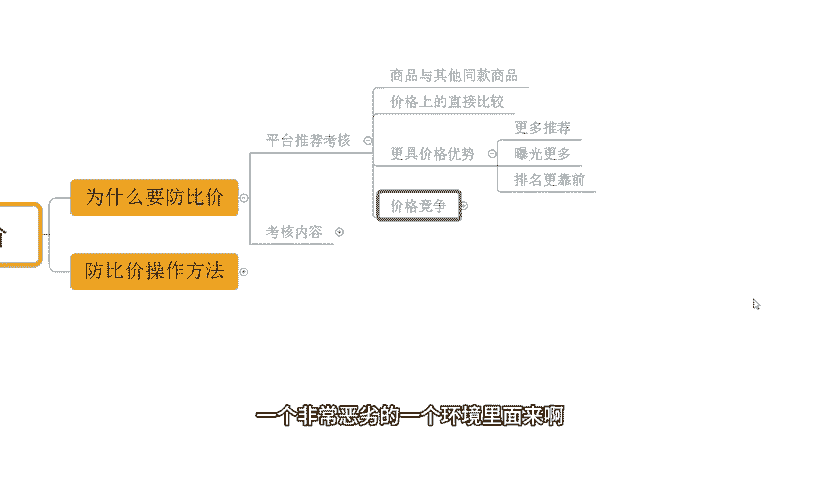 商品与其他同款商品
价格上的直接比较
更多推荐
平台推荐考核
更具价格优势
曝光更多
排名更靠前
为什么要防比价
价格竞争
考核内容
防比价操作方法
一个非常恶劣的一个环境里面来啊